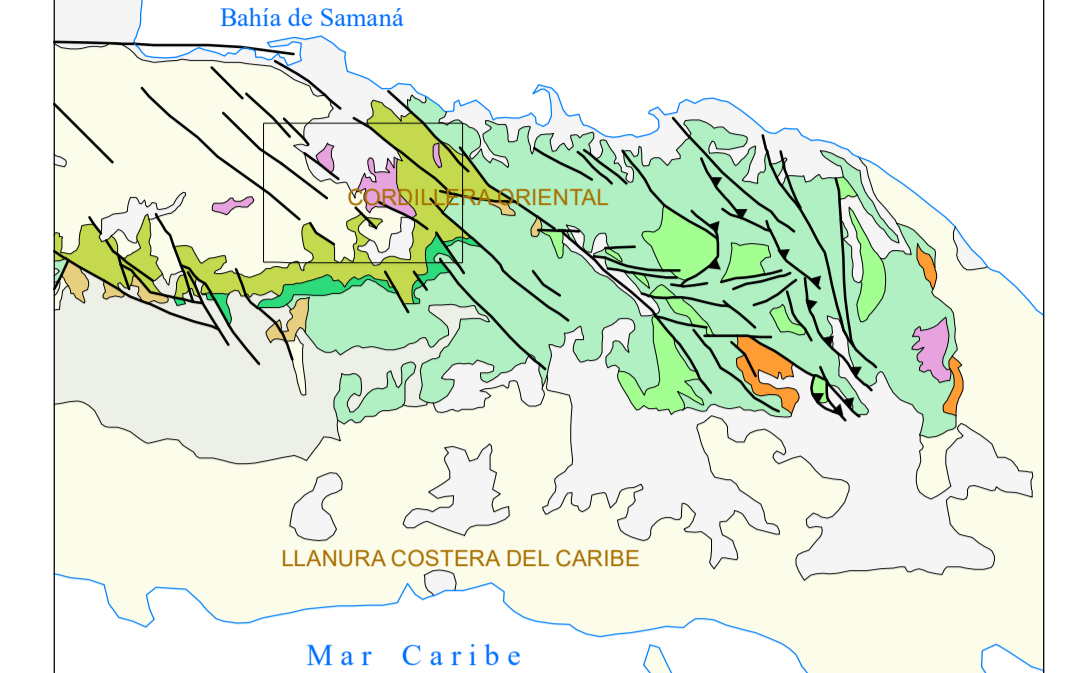 Bahía de Samaná
CORDILLERA ORIENTAL
LLANURA COSTERA DEL CARIBE
Mar Caribe